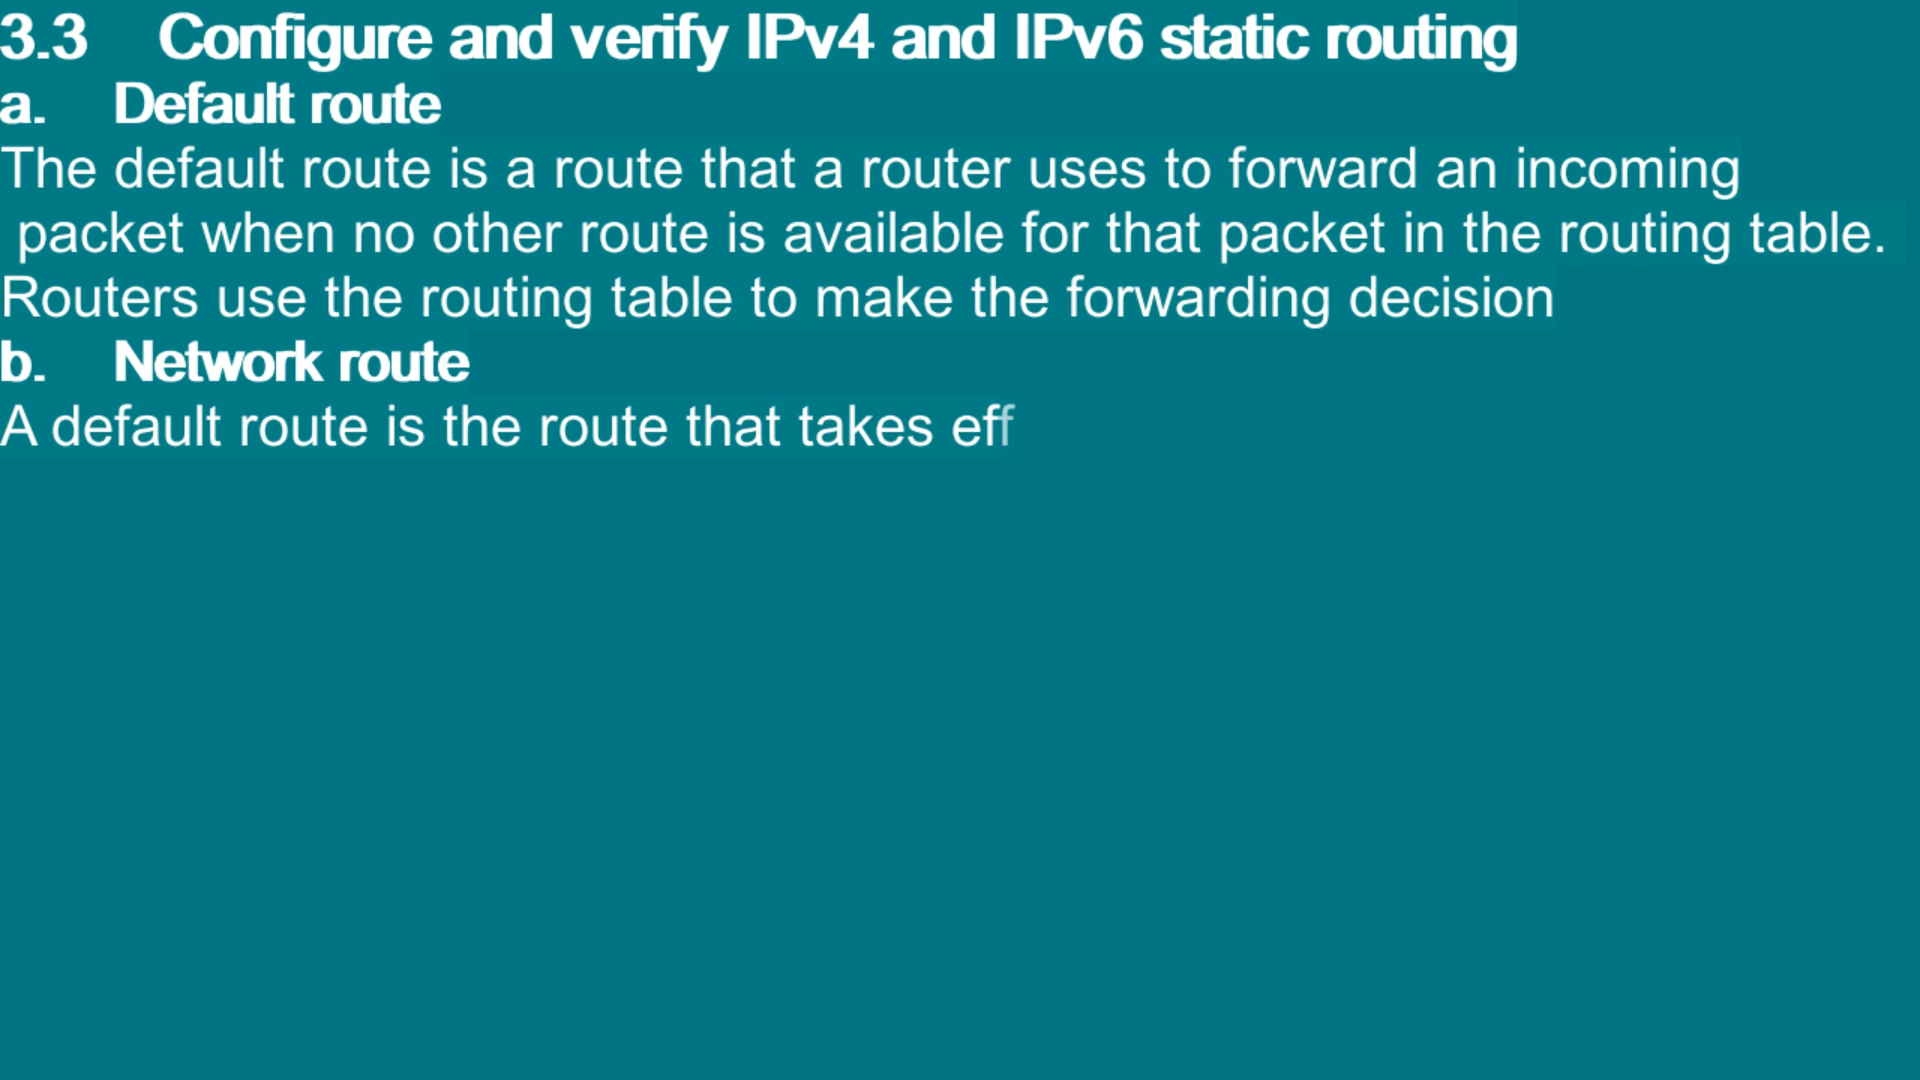 3.3 Configure and verify IPv4 and IPv6 static routing
a. Default route
The default route is a route that a router uses to forward an incoming
packet when no other route is available for that packet in the routing table.
Routers use the routing table to make the forwarding decision
b. Network route
A default route is the route that takes eff